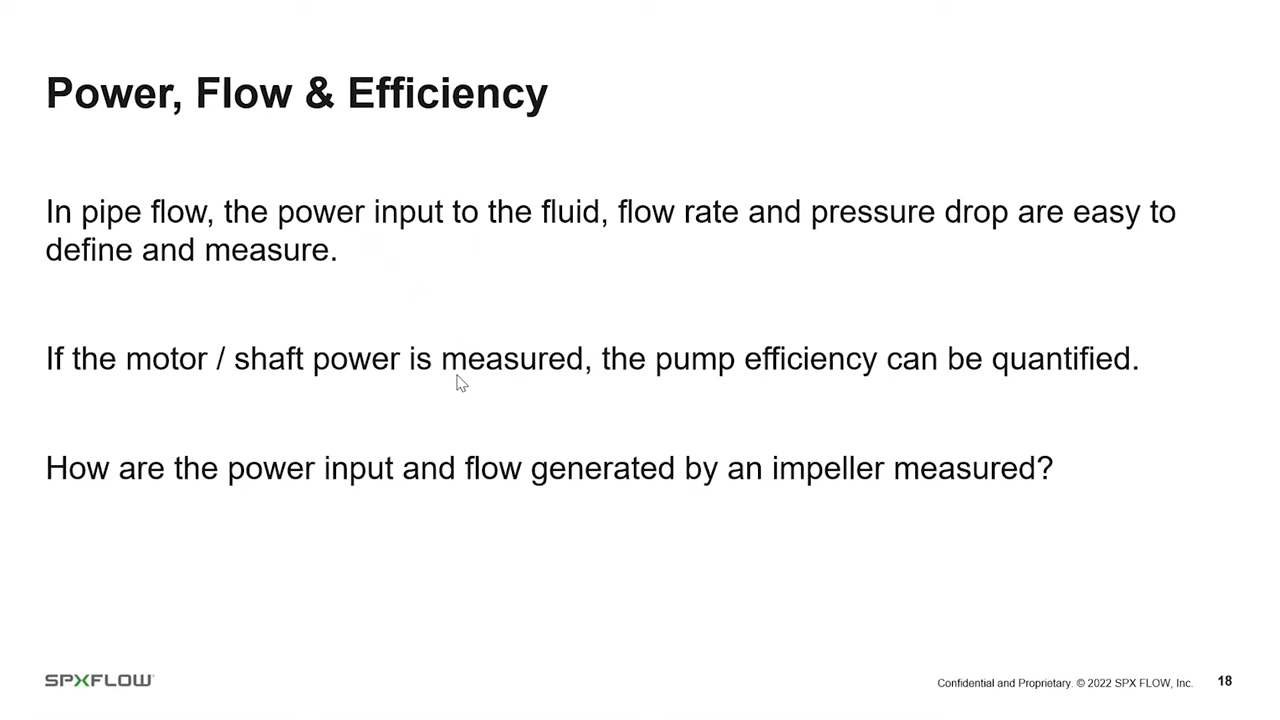 Power, Flow & Efficiency
In pipe flow, the power input to the fluid, flow rate and pressure drop are easy to
define and measure.
If the motor / shaft power is measured, the pump efficiency can be quantified.
How are the power input and flow generated by an impeller measured?
SPXFLOW
Confidential and Proprietary. © 2022 SPX FLOW, Inc. 18